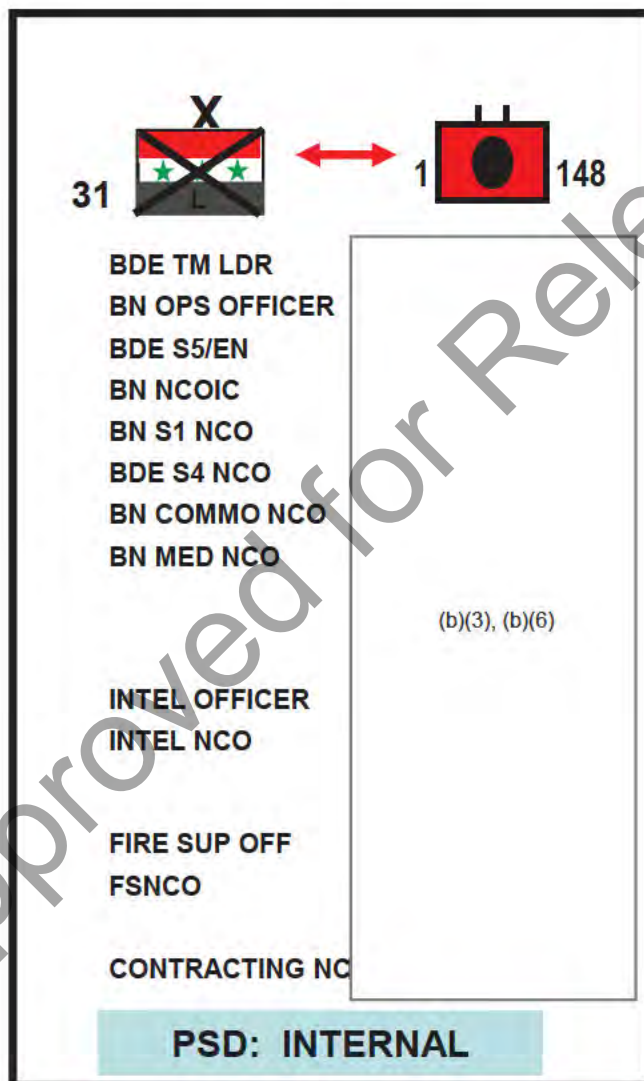 X
31
L
1
148
BDE TM LDR
BN OPS OFFICER
BDE S5/EN
BN NCOIC
BN S1 NCO
BDE S4 NCO
BN COMMO NCO
BN MED NCO
(b)(3), (b)(6)
INTEL OFFICER
INTEL NCO
FIRE SUP OFF
FSNCO
CONTRACTING NC
PSD: INTERNAL
pproved for Rele